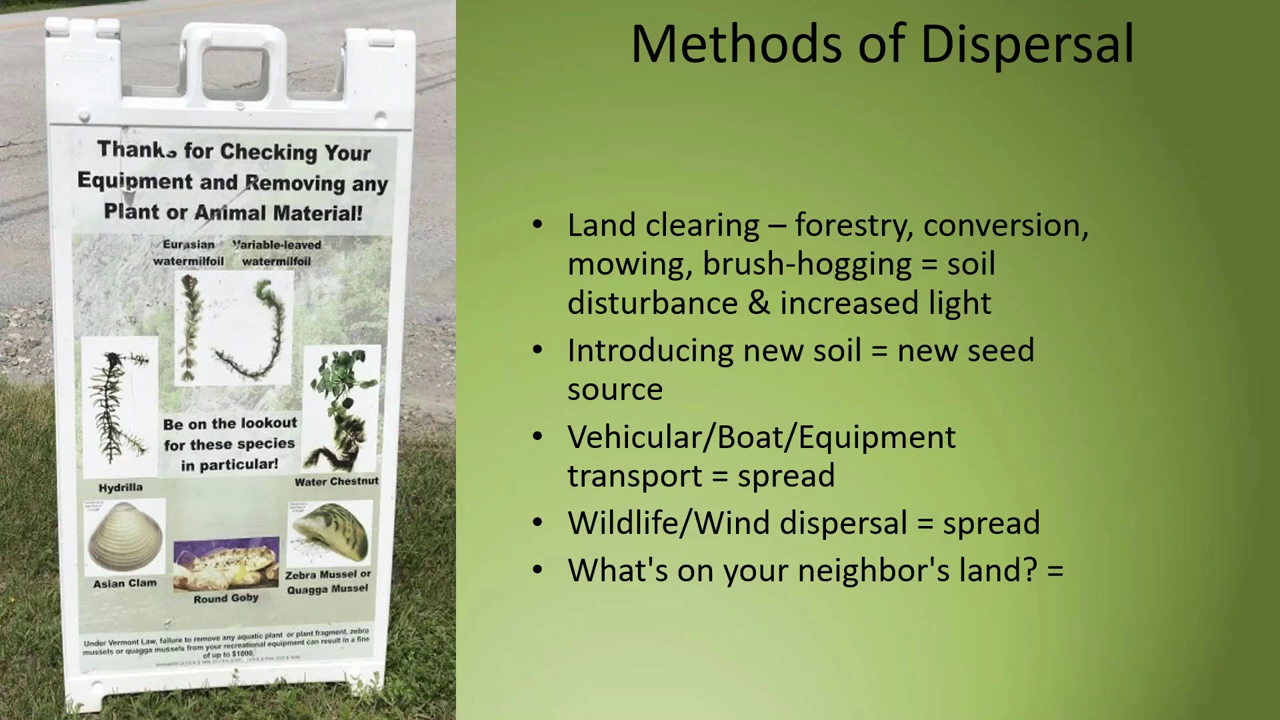 Methods of Dispersal
Thanks for Checking Your
Equipment and Removing any
Plant or Animal Material!
Eurasian
watermilfoil
Variable-leaved
watermilfoil
Be on the lookout
for these species
in particular!
Hydrilla
Water Chestnut
Asian Clam
Round Goby
Zebra Mussel or
Quagga Mussel
Under Vermont Law, failure to remove any aquatic plant or plant fragment, zebra
mussels or quagga mussels from your recreational equipment can result in a fine
of up to $1000.
• Land clearing – forestry, conversion,
mowing, brush-hogging = soil
disturbance & increased light
• Introducing new soil = new seed
source
• Vehicular/Boat/Equipment
transport = spread
• Wildlife/Wind dispersal = spread
• What's on your neighbor's land? =